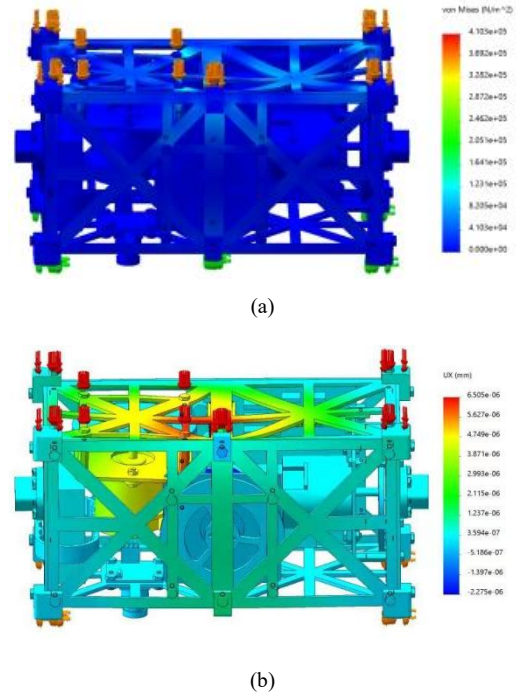 von Mises (N/m^2)
4.103e+05
3.692e+05
3.282e+05
2.872e+05
2.462e+05
2.051e+05
1.641e+05
1.231e+05
8.205e+04
4.103e+04
0.000e+00
(a)
UX (mm)
6.505e-06
5.627e-06
4.749e-06
3.871e-06
2.993e-06
2.115e-06
1.237e-06
3.594e-07
-5.186e-07
-1.397e-06
-2.275e-06
(b)